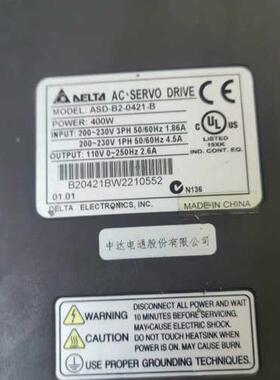 DELTA AC SERVO DRIVE
MODEL: ASD-B2-0421-B
POWER: 400W
INPUT: 200~230V 3PH 50/60Hz 1.86A
200~230V 1PH 50/60Hz 4.5A
OUTPUT: 110V 0~250Hz 2.6A
LISTED
19XK
IND. CONT. EQ.
B20421BW2210552
01.01
N136
DELTA ELECTRONICS, INC.
MADE IN CHINA
中达电通股份有限公司
WARNING
DISCONNECT ALL POWER AND WAIT
10 MINUTES BEFORE SERVICING.
MAY-CAUSE ELECTRIC SHOCK.
CAUTION
DO NOT TOUCH HEATSINK WHEN
POWER IS ON. MAY CAUSE BURN.
USE PROPER GROUNDING TECHNIQUES.